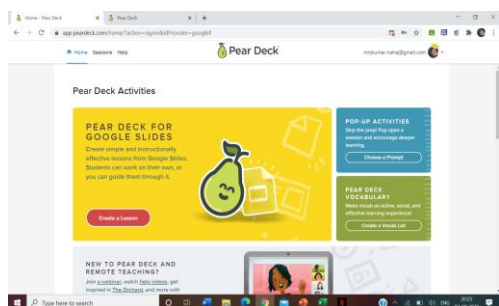 Home - Pear Deck
Pear Deck
app.peardeck.com/home?action=signin&idProvider=google#
Home Sessions Help
Pear Deck
Pear Deck Activities
PEAR DECK FOR
GOOGLE SLIDES
Create simple and instructionally
effective lessons from Google Slides.
Students can work on their own, or
you can guide them through it.
Create a Lesson
POP-UP ACTIVITIES
Skip the prep! Pop open a
session and encourage deeper
learning.
Choose a Prompt
PEAR DECK
VOCABULARY
Make vocab an active, social, and
effective learning experience!
Create a Vocab List
NEW TO PEAR DECK AND
REMOTE TEACHING?
Join a webinar, watch help videos, get
inspired in The Orchard, and more with
Type here to search
ENG
20:25